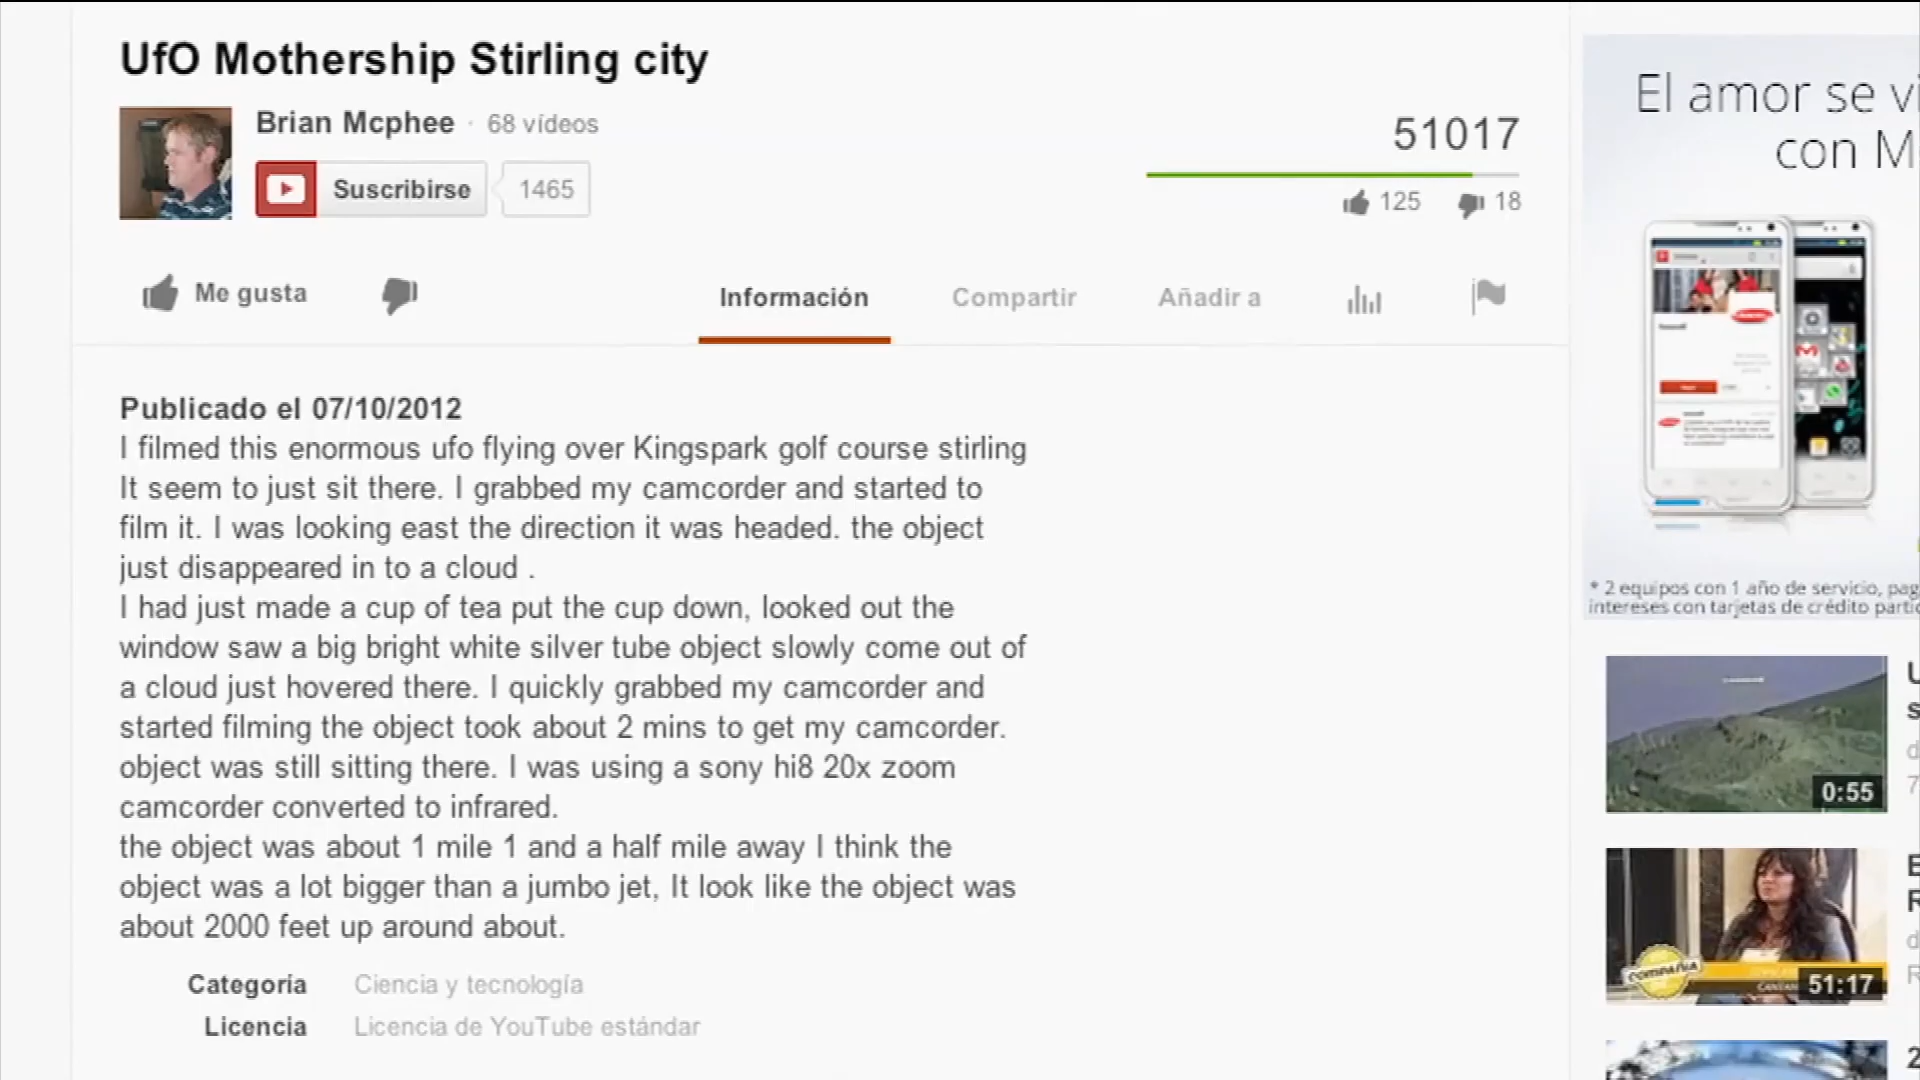 UfO Mothership Stirling city
Brian Mcphee · 68 vídeos
Suscribirse 1465
51017
125 18
Me gusta
Información Compartir Añadir a
Publicado el 07/10/2012
I filmed this enormous ufo flying over Kingspark golf course stirling
It seem to just sit there. I grabbed my camcorder and started to
film it. I was looking east the direction it was headed. the object
just disappeared in to a cloud .
I had just made a cup of tea put the cup down, looked out the
window saw a big bright white silver tube object slowly come out of
a cloud just hovered there. I quickly grabbed my camcorder and
started filming the object took about 2 mins to get my camcorder.
object was still sitting there. I was using a sony hi8 20x zoom
camcorder converted to infrared.
the object was about 1 mile 1 and a half mile away I think the
object was a lot bigger than a jumbo jet, It look like the object was
about 2000 feet up around about.
Categoría Ciencia y tecnología
Licencia Licencia de YouTube estándar
El amor se vi
con M
* 2 equipos con 1 año de servicio, pag
intereses con tarjetas de crédito partic
0:55
COMPAÑIA
51:17